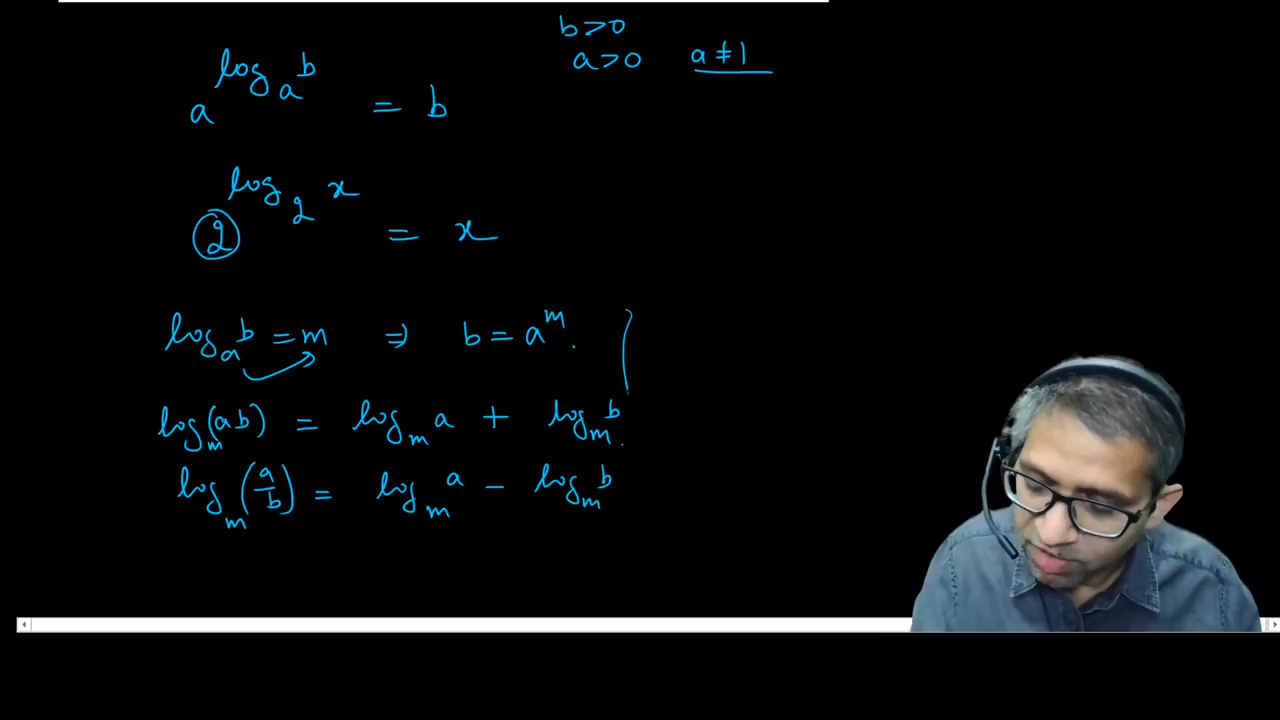 b>0
a>0 a≠1
a^{log_a b} = b
2^{log_2 x} = x
log_a b = m ⇒ b = a^m.
log_m(ab) = log_m a + log_m b.
log_m(a/b) = log_m a - log_m b